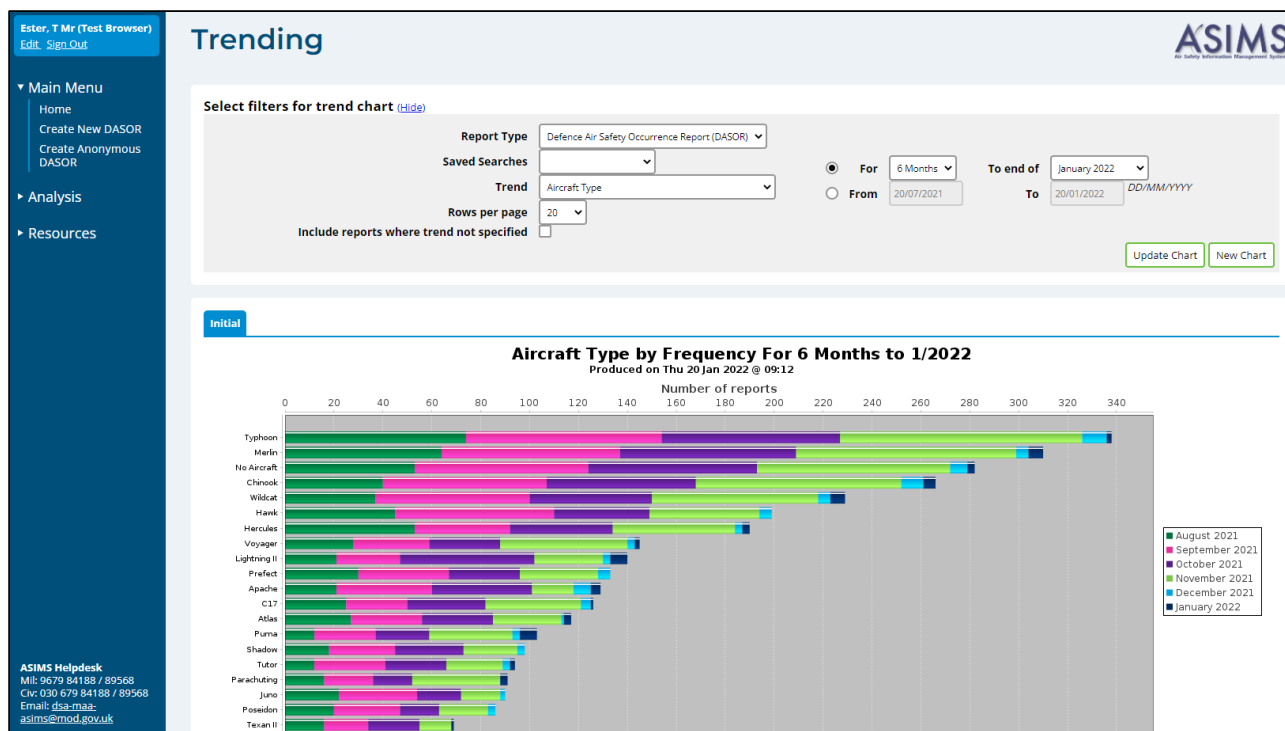 Ester, T Mr (Test Browser)
Edit Sign Out
Main Menu
Home
Create New DASOR
Create Anonymous
DASOR
Analysis
Resources
ASIMS Helpdesk
Mil: 9679 84188 / 89568
Civ: 030 679 84188 / 89568
Email: dsa-maa-
asims@mod.gov.uk
Trending
ASIMS
Air Safety Information Management System
Select filters for trend chart (Hide)
Report Type Defence Air Safety Occurrence Report (DASOR)
Saved Searches
Trend Aircraft Type
Rows per page 20
Include reports where trend not specified
For 6 Months To end of January 2022
From 20/07/2021 To 20/01/2022 DD/MM/YYYY
Update Chart New Chart
Initial
Aircraft Type by Frequency For 6 Months to 1/2022
Produced on Thu 20 Jan 2022 @ 09:12
Number of reports
0 20 40 60 80 100 120 140 160 180 200 220 240 260 280 300 320 340
Typhoon
Merlin
No Aircraft
Chinook
Wildcat
Hawk
Hercules
Voyager
Lightning II
Prefect
Apache
C17
Atlas
Puma
Shadow
Tutor
Parachuting
Juno
Poseidon
Texan II
August 2021
September 2021
October 2021
November 2021
December 2021
January 2022